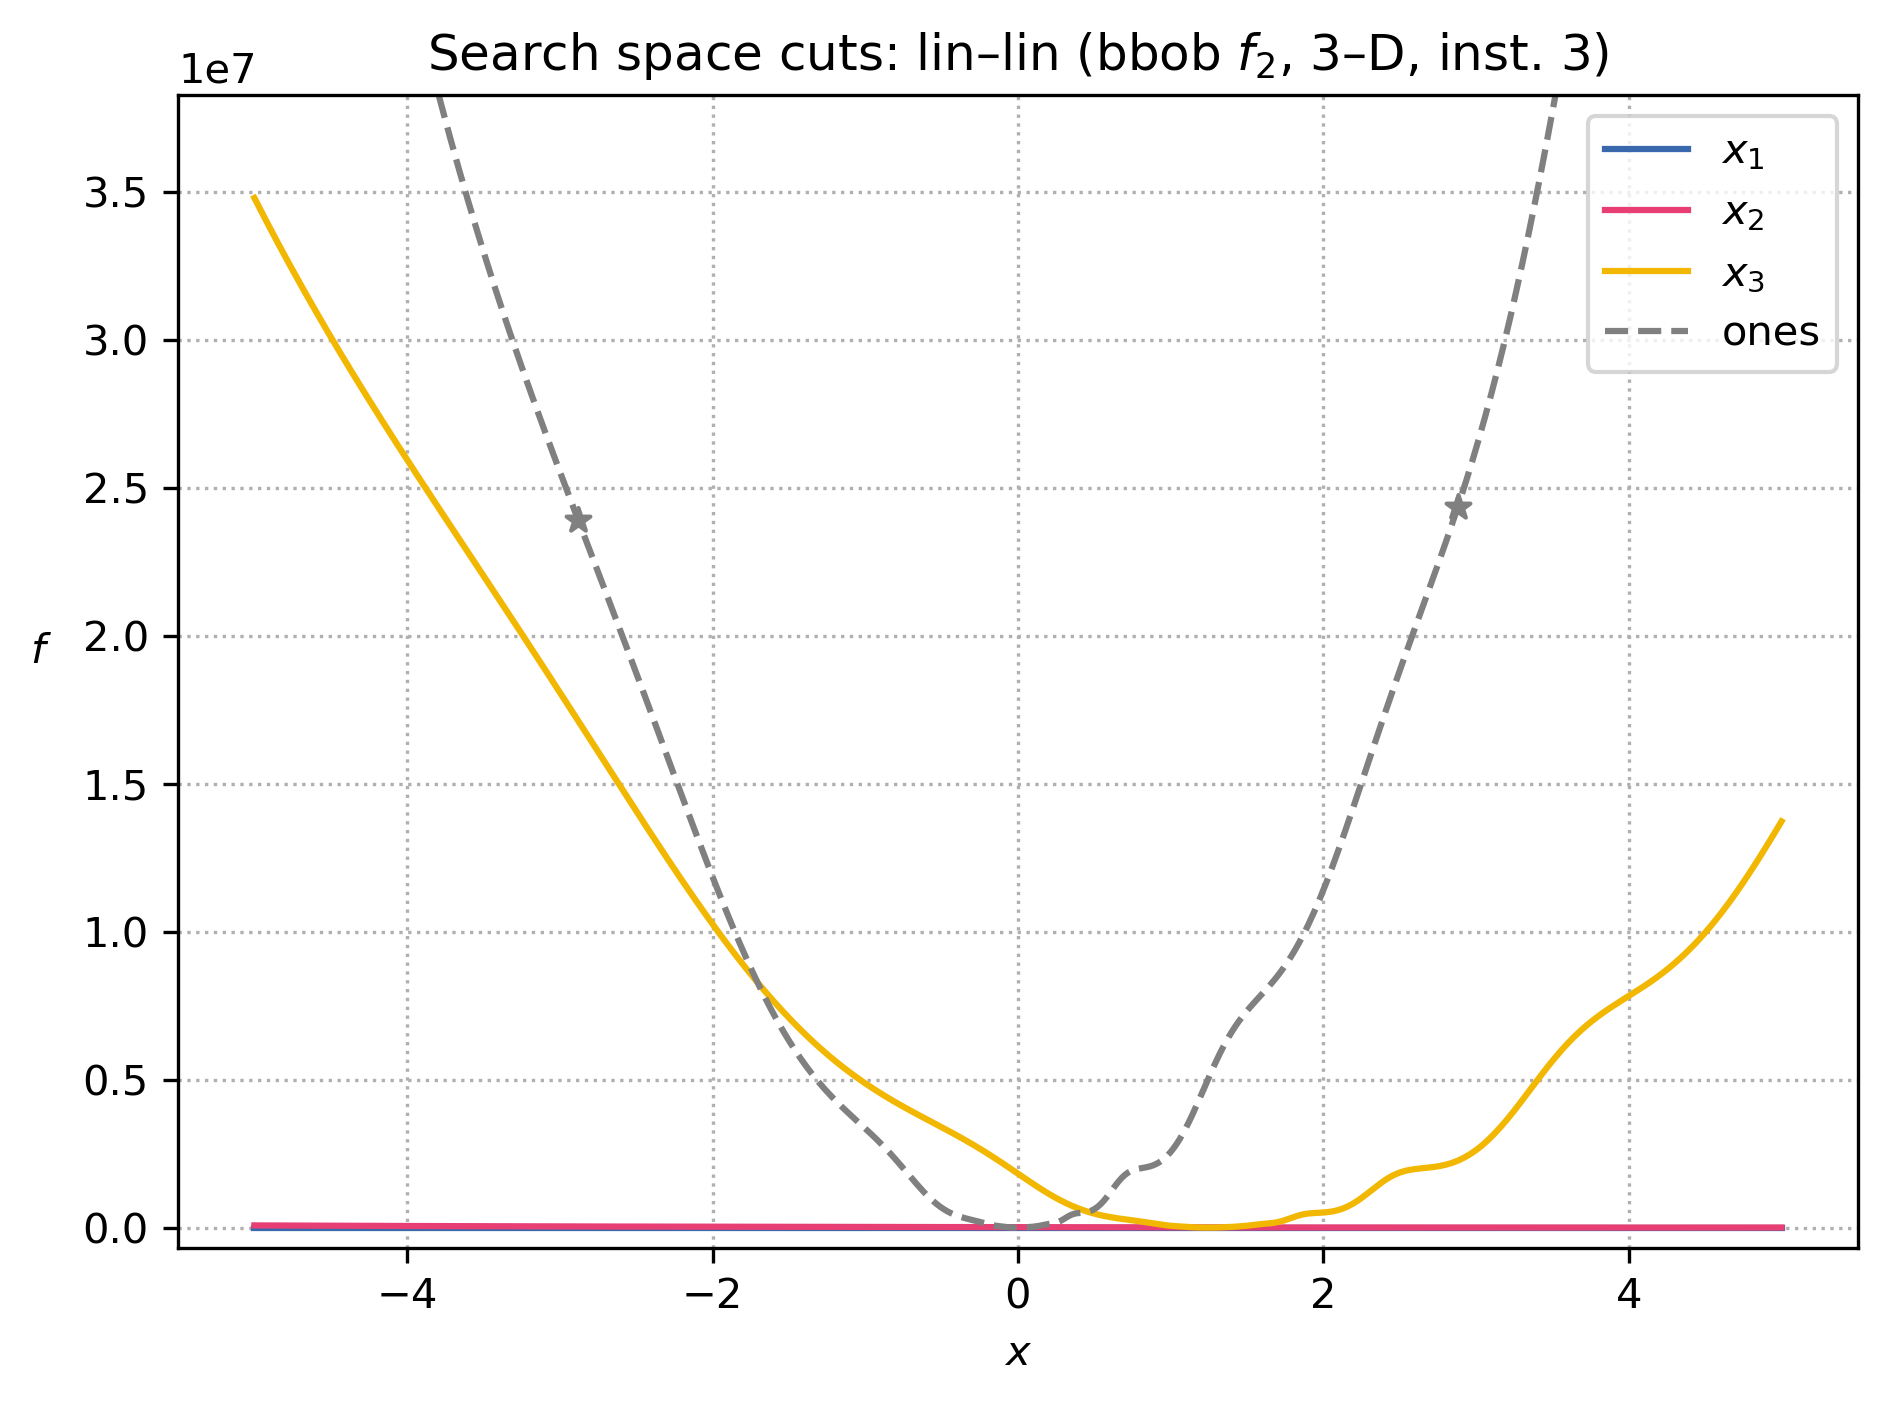 Search space cuts: lin–lin (bbob f₂, 3–D, inst. 3)
1e7
x₁
x₂
x₃
ones
3.5
3.0
2.5
2.0
1.5
1.0
0.5
0.0
f
−4
−2
0
2
4
x